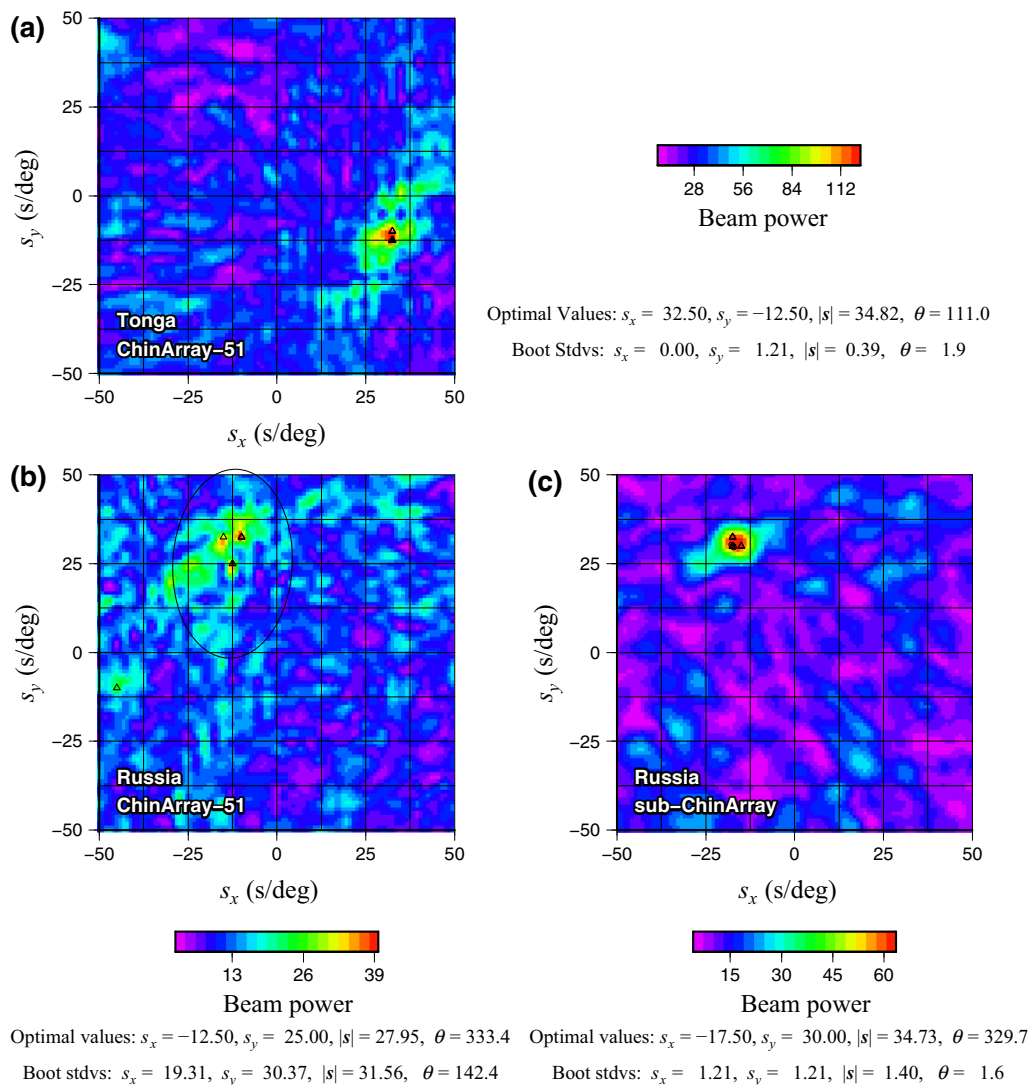 (a)
50
25
0
−25
−50
s_y (s/deg)
Tonga
ChinArray−51
−50 −25 0 25 50
s_x (s/deg)
28 56 84 112
Beam power
Optimal Values: s_x = 32.50, s_y = −12.50, |s| = 34.82, θ = 111.0
Boot Stdvs: s_x = 0.00, s_y = 1.21, |s| = 0.39, θ = 1.9
(b)
50
25
0
−25
−50
s_y (s/deg)
Russia
ChinArray−51
−50 −25 0 25 50
s_x (s/deg)
13 26 39
Beam power
Optimal values: s_x = −12.50, s_y = 25.00, |s| = 27.95, θ = 333.4
Boot stdvs: s_x = 19.31, s_y = 30.37, |s| = 31.56, θ = 142.4
(c)
50
25
0
−25
−50
s_y (s/deg)
Russia
sub−ChinArray
−50 −25 0 25 50
s_x (s/deg)
15 30 45 60
Beam power
Optimal values: s_x = −17.50, s_y = 30.00, |s| = 34.73, θ = 329.7
Boot stdvs: s_x = 1.21, s_y = 1.21, |s| = 1.40, θ = 1.6